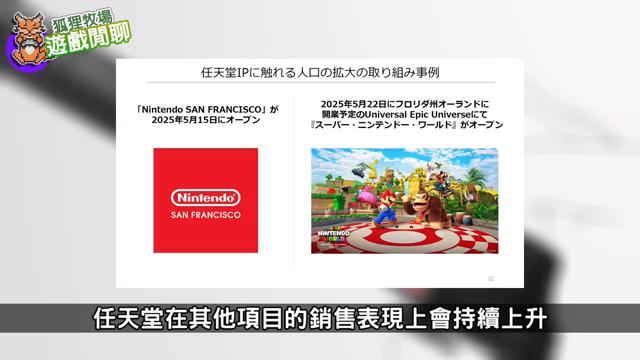 狐狸牧場
遊戲閒聊
任天堂IPに触れる人口の拡大の取り組み事例
「Nintendo SAN FRANCISCO」が
2025年5月15日にオープン
2025年5月22日にフロリダ州オーランドに
開業予定のUniversal Epic Universeにて
『スーパー・ニンテンドー・ワールド』がオープン
Nintendo
SAN FRANCISCO
SUPER
NINTENDO
WORLD
22
任天堂在其他項目的銷售表現上會持續上升